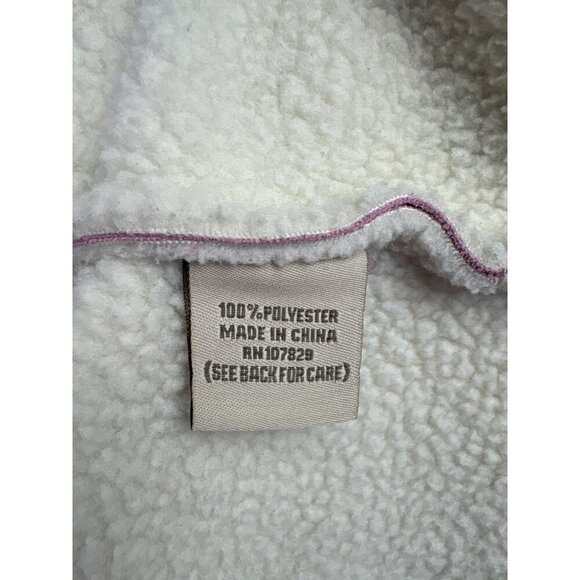 100% POLYESTER
MADE IN CHINA
RN 107829
(SEE BACK FOR CARE)